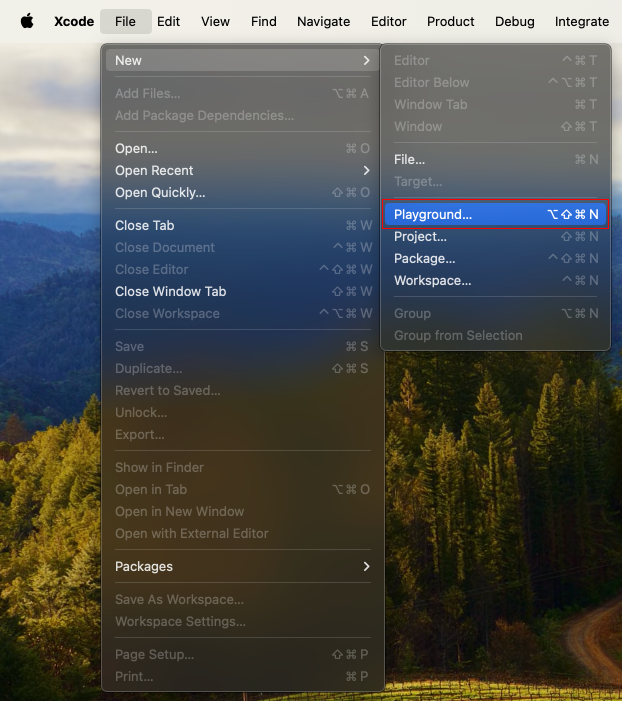 Xcode File Edit View Find Navigate Editor Product Debug Integrate
New
Add Files... ⌥⌘A
Add Package Dependencies...
Open... ⌘O
Open Recent
Open Quickly... ⇧⌘O
Close Tab ⌘W
Close Document ^⌘W
Close Editor ^⇧⌘W
Close Window Tab ⇧⌘W
Close Workspace ^⌥⌘W
Save ⌘S
Duplicate... ⇧⌘S
Revert to Saved...
Unlock...
Export...
Show in Finder
Open in Tab ⌥⌘O
Open in New Window
Open with External Editor
Packages
Save As Workspace...
Workspace Settings...
Page Setup... ⇧⌘P
Print... ⌘P
Editor ^⌘T
Editor Below ^⌥⌘T
Window Tab ⌘T
Window ⇧⌘T
File... ⌘N
Target...
Playground... ⌥⇧⌘N
Project... ⇧⌘N
Package... ^⇧⌘N
Workspace... ^⌘N
Group ⌥⌘N
Group from Selection